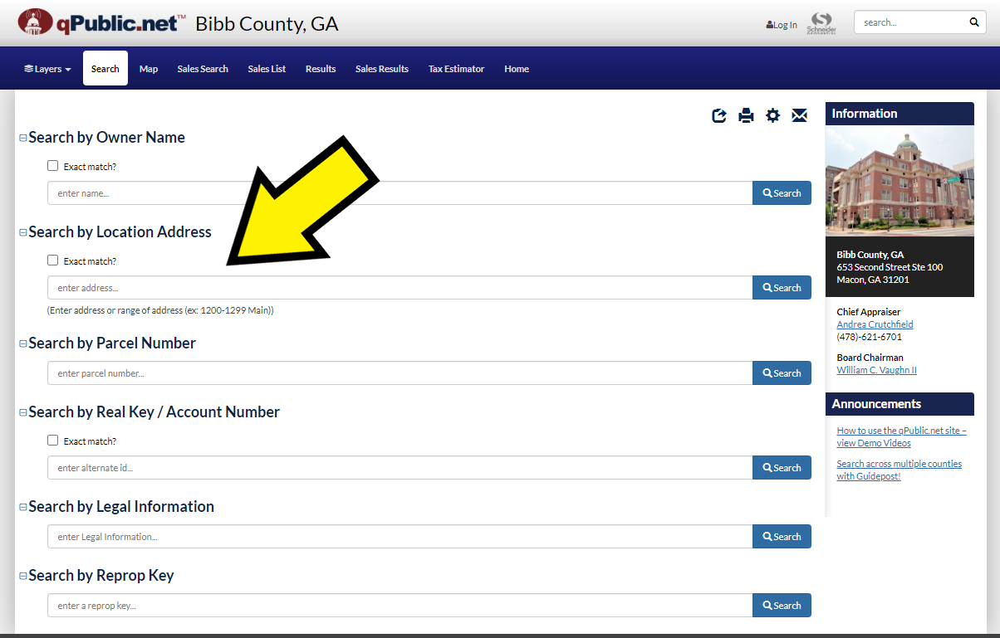 qPublic.net™ Bibb County, GA
Log In
Schneider
GEOSPATIAL
search...
Layers Search Map Sales Search Sales List Results Sales Results Tax Estimator Home
Search by Owner Name
Exact match?
enter name... Search
Search by Location Address
Exact match?
enter address... Search
(Enter address or range of address (ex: 1200-1299 Main))
Search by Parcel Number
enter parcel number... Search
Search by Real Key / Account Number
Exact match?
enter alternate id... Search
Search by Legal Information
enter Legal Information... Search
Search by Reprop Key
enter a reprop key... Search
Information
Bibb County, GA
653 Second Street Ste 100
Macon, GA 31201
Chief Appraiser
Andrea Crutchfield
(478)-621-6701
Board Chairman
William C. Vaughn II
Announcements
How to use the qPublic.net site –
view Demo Videos
Search across multiple counties
with Guidepost!